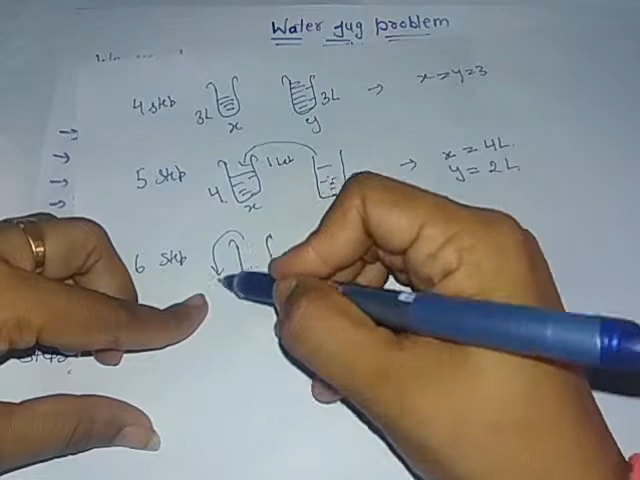 Water jug problem
4 step 3L x 3L y → x = y = 3
5 step 4. x 1 lit → x = 4L.
y = 2L.
6 step